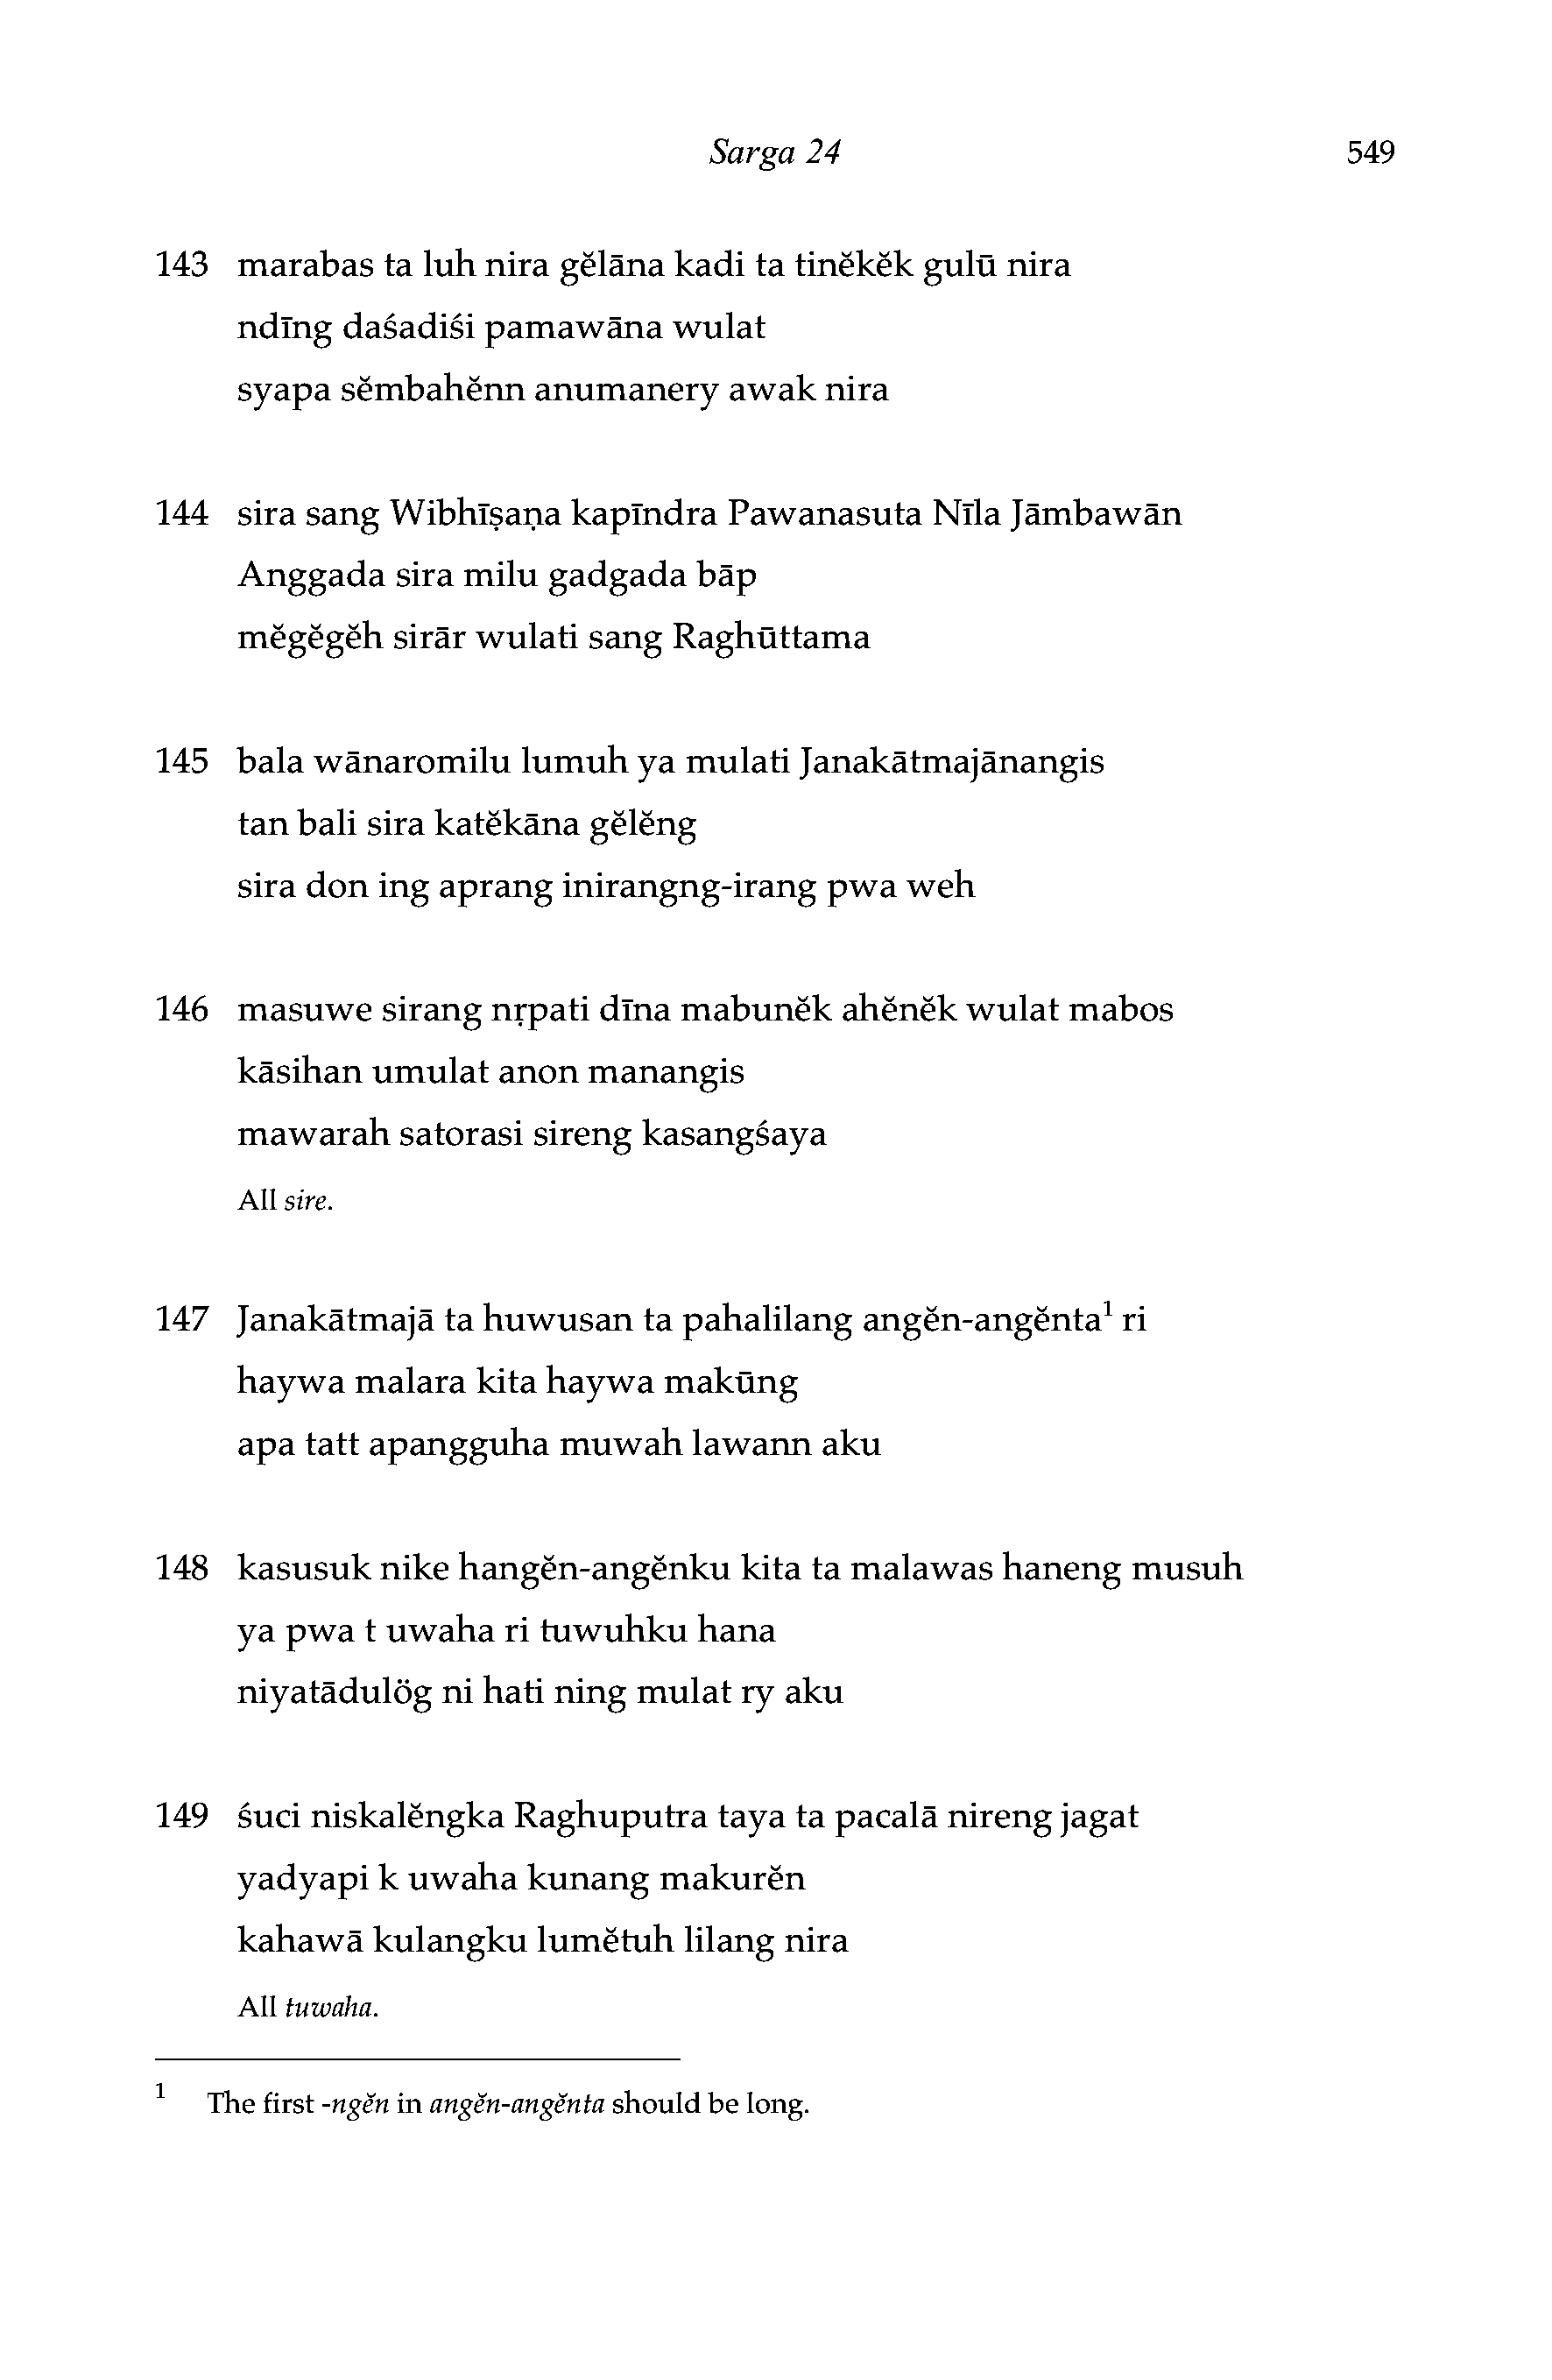 Sarga 24 549
143 marabas ta luh nira gĕlāna kadi ta tinĕkĕk gulū nira
ndīng daśadiśi pamawāna wulat
syapa sĕmbahĕnn anumanery awak nira
144 sira sang Wibhīṣaṇa kapīndra Pawanasuta Nīla Jāmbawān
Anggada sira milu gadgada bāp
mĕgĕgĕh sirār wulati sang Raghūttama
145 bala wānaromilu lumuh ya mulati Janakātmajānangis
tan bali sira katĕkāna gĕlĕng
sira don ing aprang inirangng-irang pwa weh
146 masuwe sirang nṛpati dīna mabunĕk ahĕnĕk wulat mabos
kāsihan umulat anon manangis
mawarah satorasi sireng kasangśaya
All sire.
147 Janakātmajā ta huwusan ta pahalilang angĕn-angĕnta¹ ri
haywa malara kita haywa makūng
apa tatt apangguha muwah lawann aku
148 kasusuk nike hangĕn-angĕnku kita ta malawas haneng musuh
ya pwa t uwaha ri tuwuhku hana
niyatādulög ni hati ning mulat ry aku
149 śuci niskalĕngka Raghuputra taya ta pacalā nireng jagat
yadyapi k uwaha kunang makurĕn
kahawā kulangku lumĕtuh lilang nira
All tuwaha.
¹ The first -ngĕn in angĕn-angĕnta should be long.